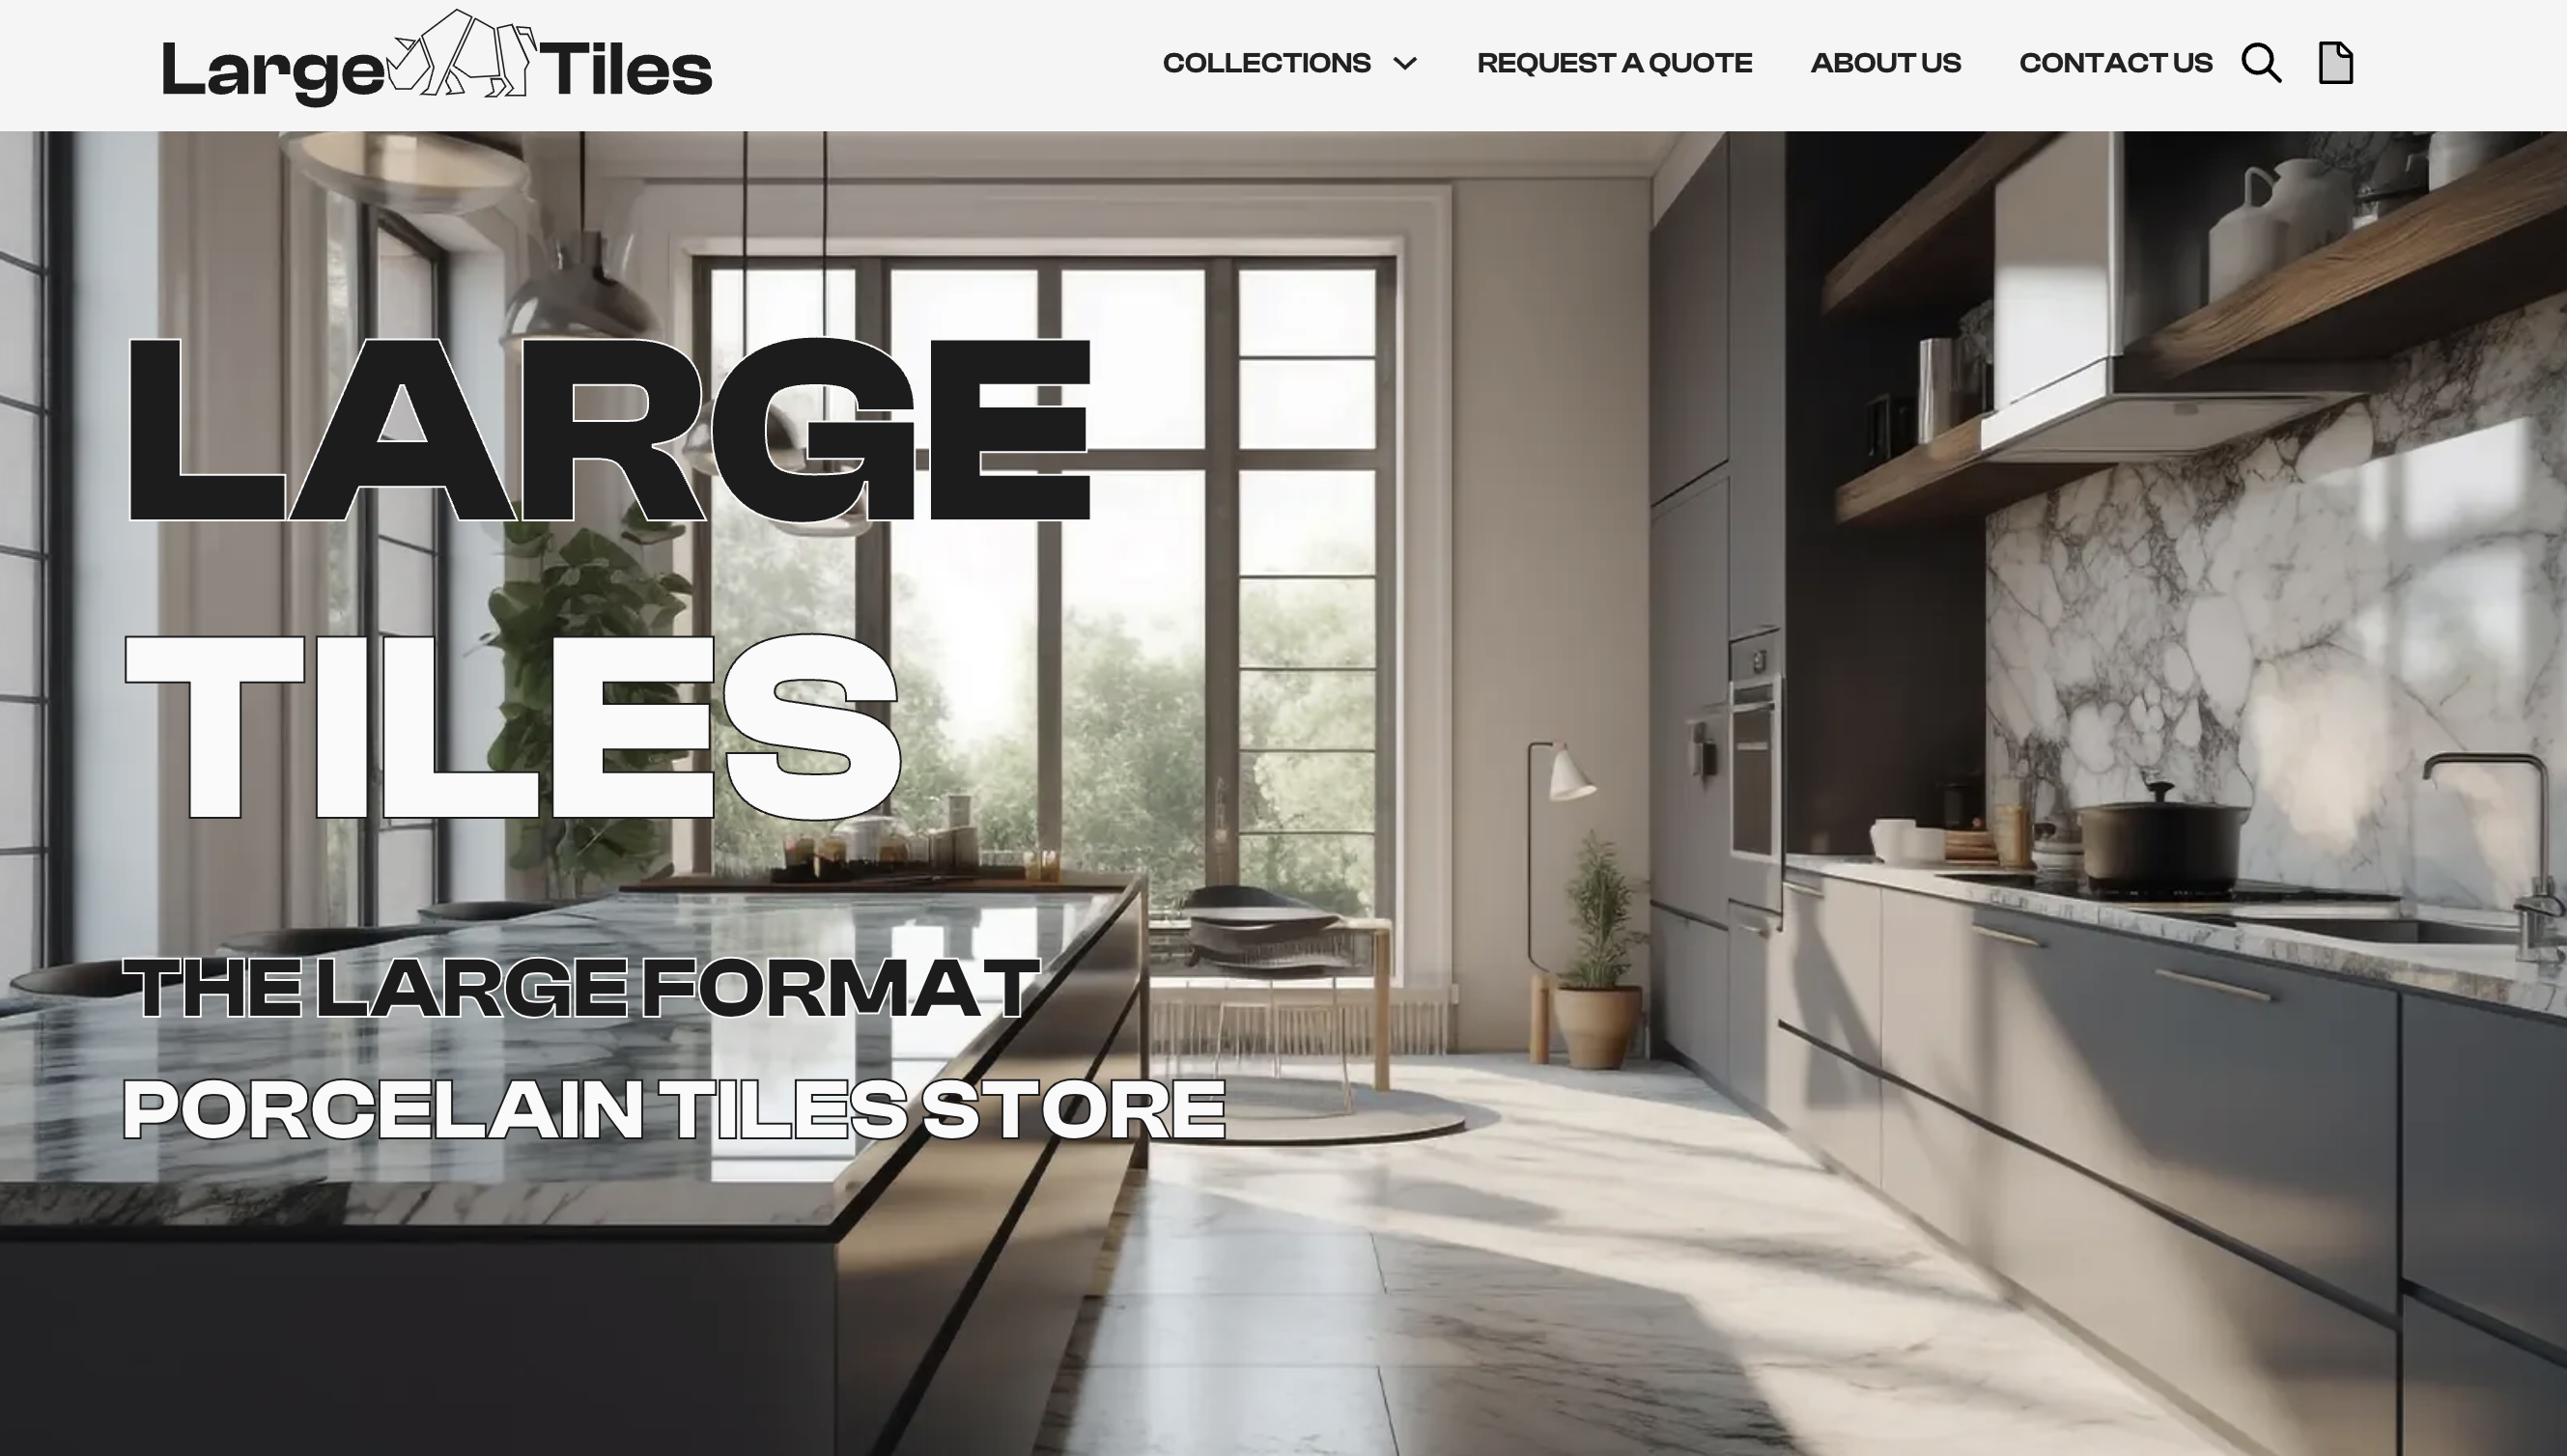 Large Tiles
COLLECTIONS
REQUEST A QUOTE
ABOUT US
CONTACT US
LARGE
TILES
THE LARGE FORMAT
PORCELAIN TILES STORE